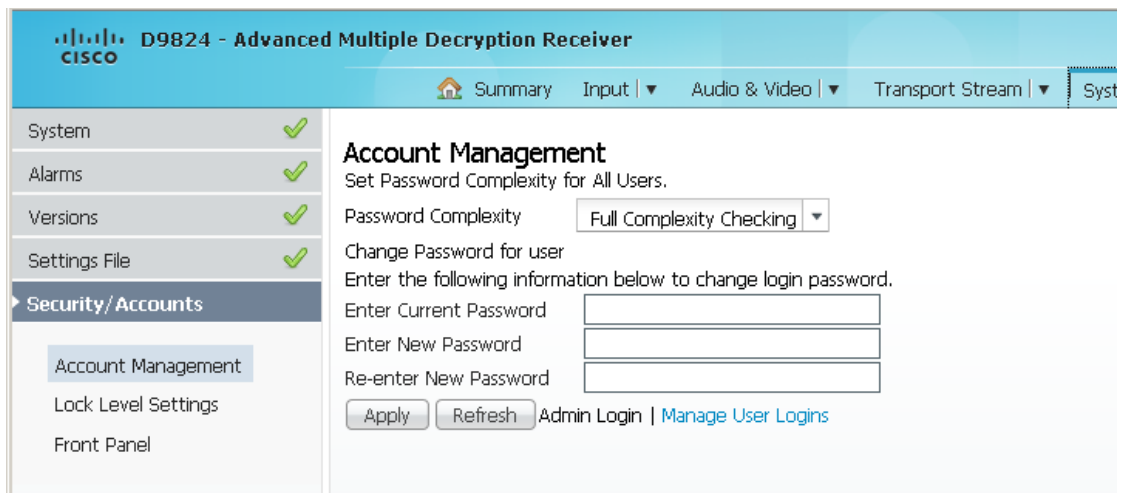 CISCO
D9824 - Advanced Multiple Decryption Receiver
Summary Input | ▼ Audio & Video | ▼ Transport Stream | ▼ Syst
System
Alarms
Versions
Settings File
Security/Accounts
Account Management
Lock Level Settings
Front Panel
Account Management
Set Password Complexity for All Users.
Password Complexity Full Complexity Checking
Change Password for user
Enter the following information below to change login password.
Enter Current Password
Enter New Password
Re-enter New Password
Apply Refresh Admin Login | Manage User Logins